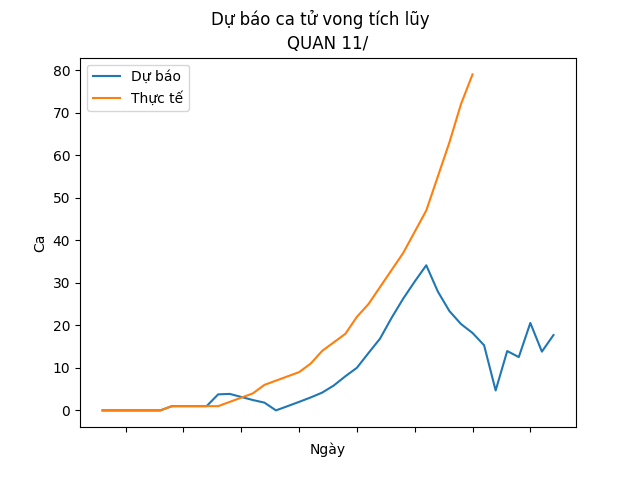 Dự báo ca tử vong tích lũy
QUAN 11/
Dự báo
Thực tế
80
70
60
50
40
30
20
10
0
Ca
Ngày